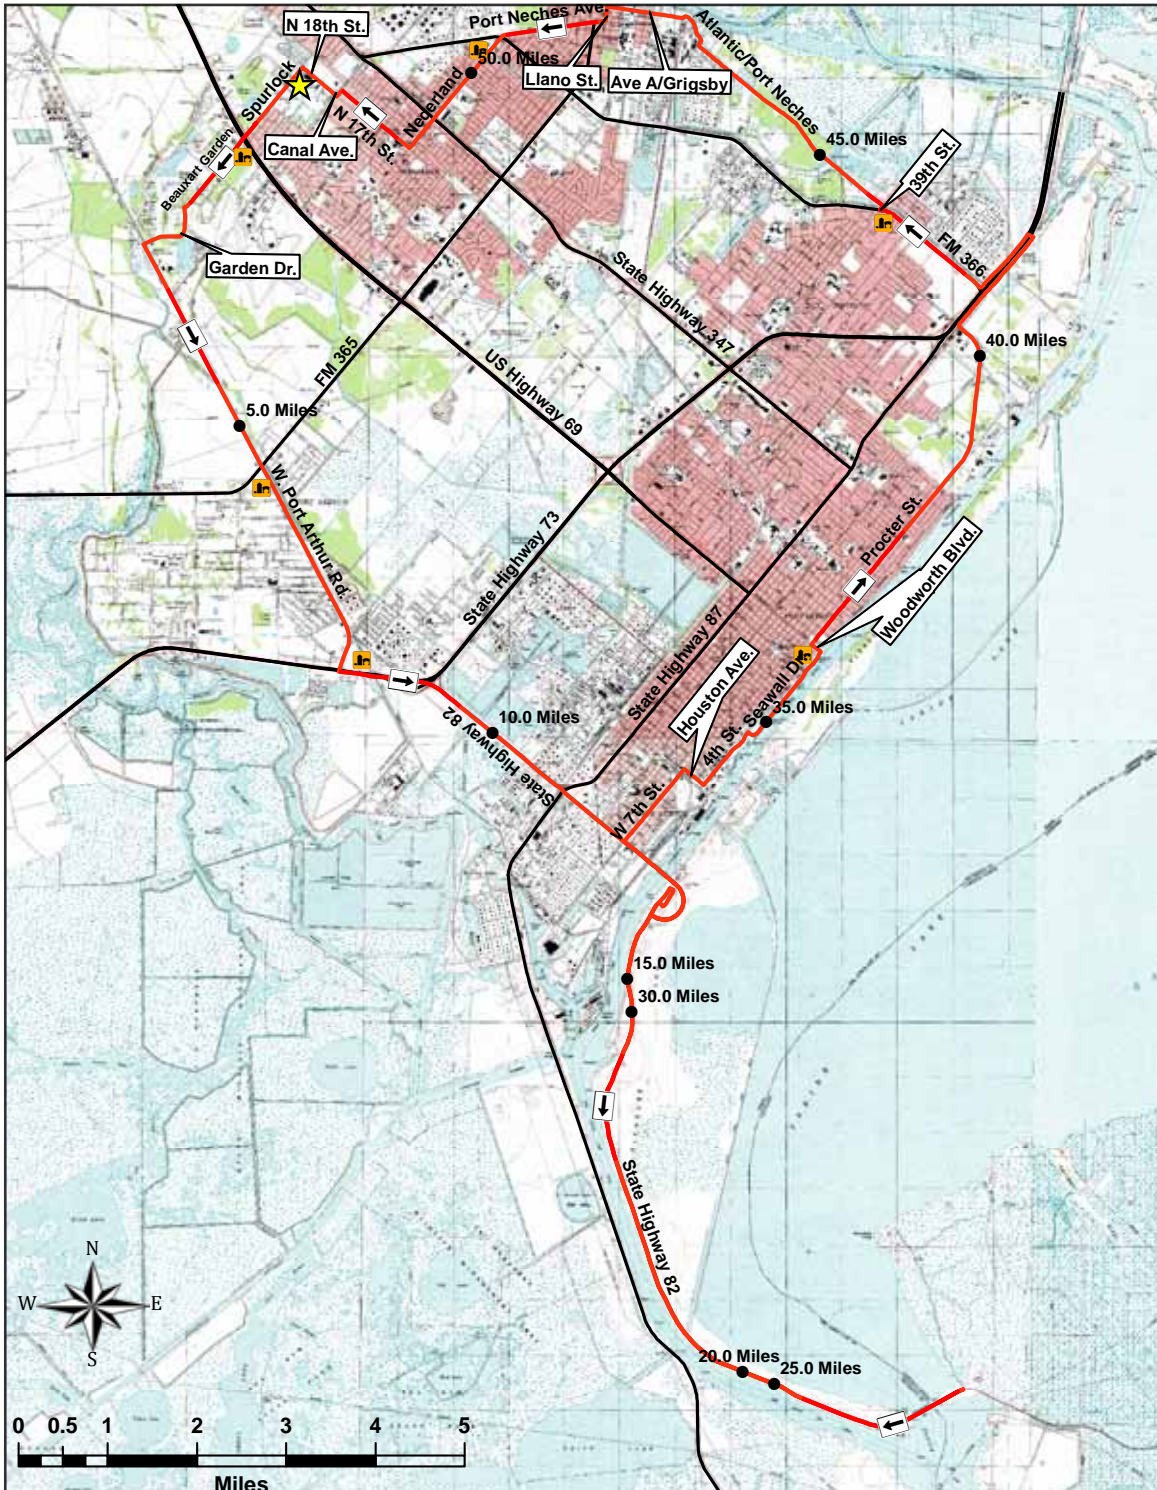 Port Neches Ave.
N 18th St.
Atlantic/Port Neches
50.0 Miles
Llano St.
Ave A/Grigsby
Spurlock
Nederland
N 17th St.
Canal Ave.
45.0 Miles
39th St.
Beauxart Garden
Garden Dr.
FM 366
State Highway 347
40.0 Miles
FM 365
US Highway 69
5.0 Miles
W. Port Arthur Rd.
State Highway 73
Procter St.
Woodworth Blvd.
State Highway 87
Houston Ave.
Seawall Dr.
4th St.
35.0 Miles
10.0 Miles
State Highway 82
W 7th St.
15.0 Miles
30.0 Miles
State Highway 82
N
W
E
S
20.0 Miles
25.0 Miles
0 0.5 1 2 3 4 5
Miles